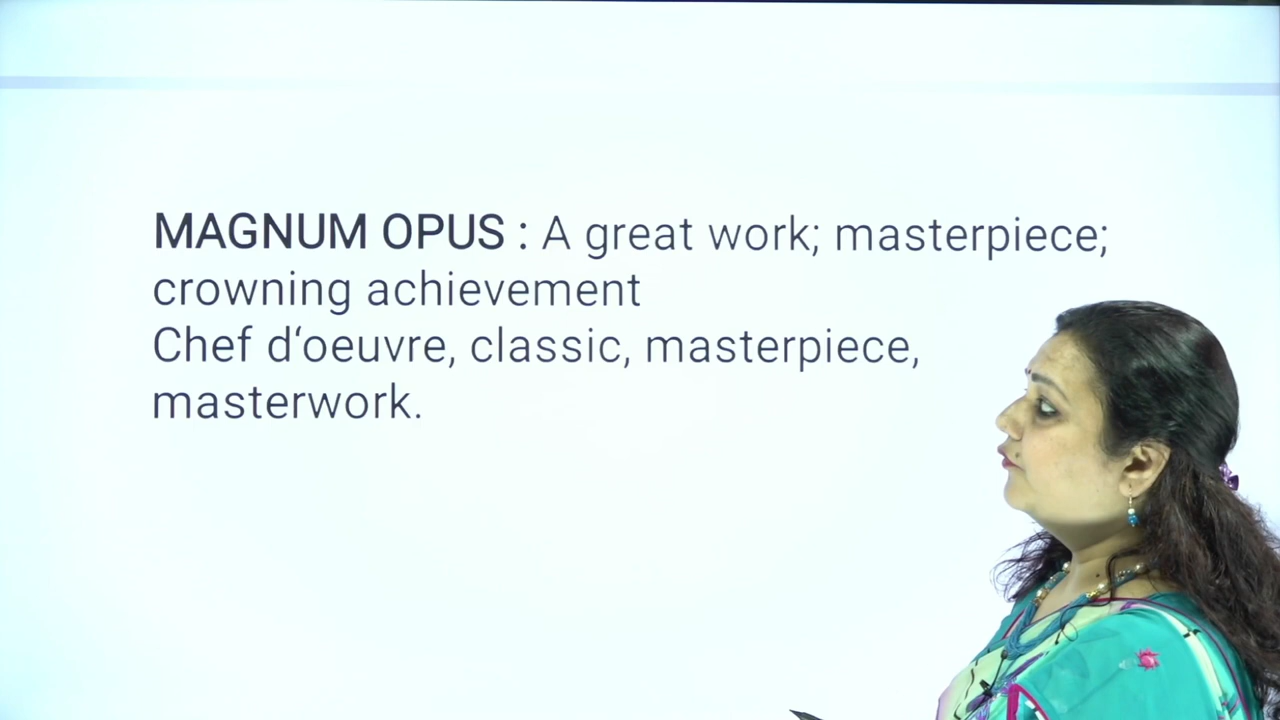 MAGNUM OPUS : A great work; masterpiece;
crowning achievement
Chef d‘oeuvre, classic, masterpiece,
masterwork.